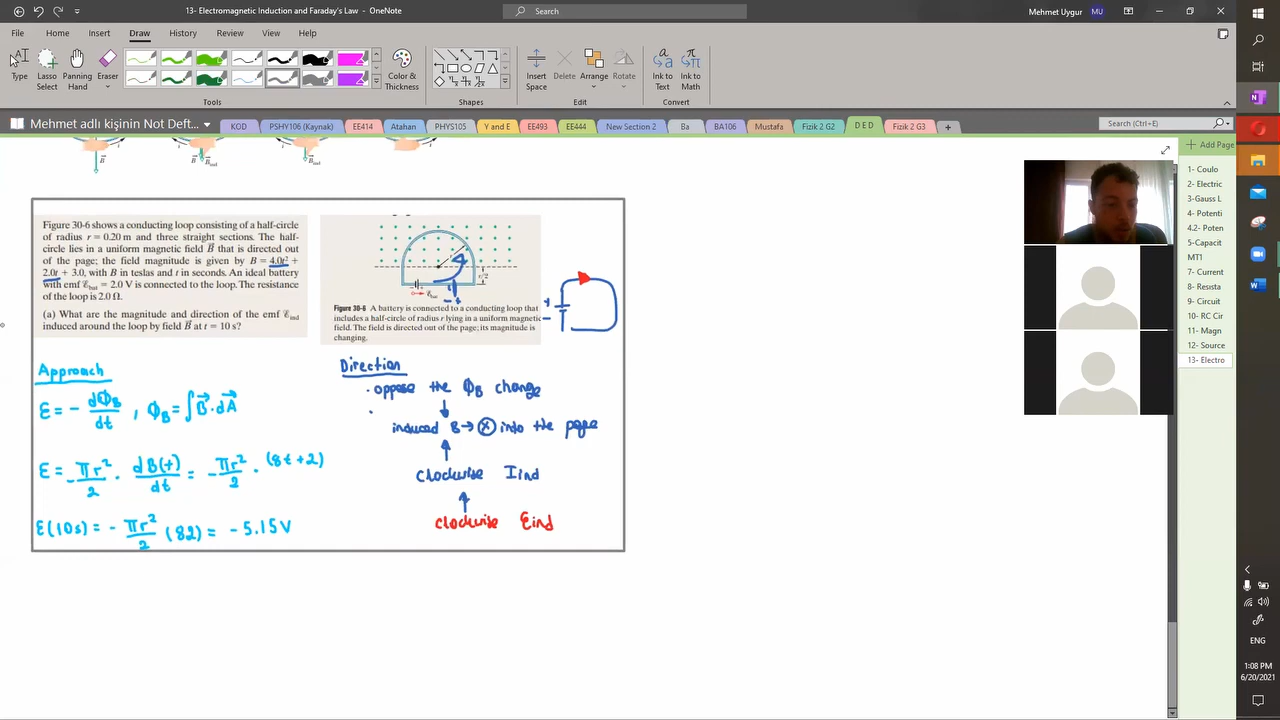 13- Electromagnetic Induction and Faraday's Law - OneNote
Search
Mehmet Uygur
MU
File Home Insert Draw History Review View Help
Type
Lasso Select
Panning Hand
Eraser
Color & Thickness
Insert Space
Delete
Arrange
Rotate
Ink to Text
Ink to Math
Tools
Shapes
Edit
Convert
Mehmet adlı kişinin Not Deft...
KOD PSHY106 (Kaynak) EE414 Atahan PHYS105 Y and E EE493 EE444 New Section 2 Ba BA106 Mustafa Fizik 2 G2 D E D Fizik 2 G3
Search (Ctrl+E)
Add Page
1- Coulo
2- Electric
3-Gauss L
4- Potenti
4.2- Poten
5-Capacit
MT1
7- Current
8- Resista
9- Circuit
10- RC Cir
11- Magn
12- Source
13- Electro
B
B B ind
B ind
Figure 30-6 shows a conducting loop consisting of a half-circle
of radius r = 0.20 m and three straight sections. The half-
circle lies in a uniform magnetic field B⃗ that is directed out
of the page; the field magnitude is given by B = 4.0t² +
2.0t + 3.0, with B in teslas and t in seconds. An ideal battery
with emf ℰbat = 2.0 V is connected to the loop. The resistance
of the loop is 2.0 Ω.
(a) What are the magnitude and direction of the emf ℰind
induced around the loop by field B⃗ at t = 10 s?
r/2
ℰbat
Figure 30-6 A battery is connected to a conducting loop that
includes a half-circle of radius r lying in a uniform magnetic
field. The field is directed out of the page; its magnitude is
changing.
Approach
ε = - dΦB/dt , ΦB = ∫B⃗·dA⃗
ε = -πr²/2 · dB(t)/dt = -πr²/2 · (8t+2)
ε(10s) = - πr²/2 (82) = - 5.15V
Direction
· oppose the ΦB change
induced B → ⊗ into the page
clockwise Iind
clockwise εind
ENG
1:08 PM
6/20/2021